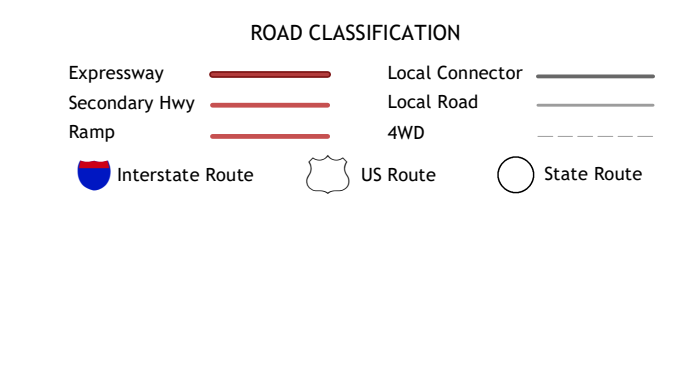 ROAD CLASSIFICATION
Expressway
Local Connector
Secondary Hwy
Local Road
Ramp
4WD
Interstate Route
US Route
State Route